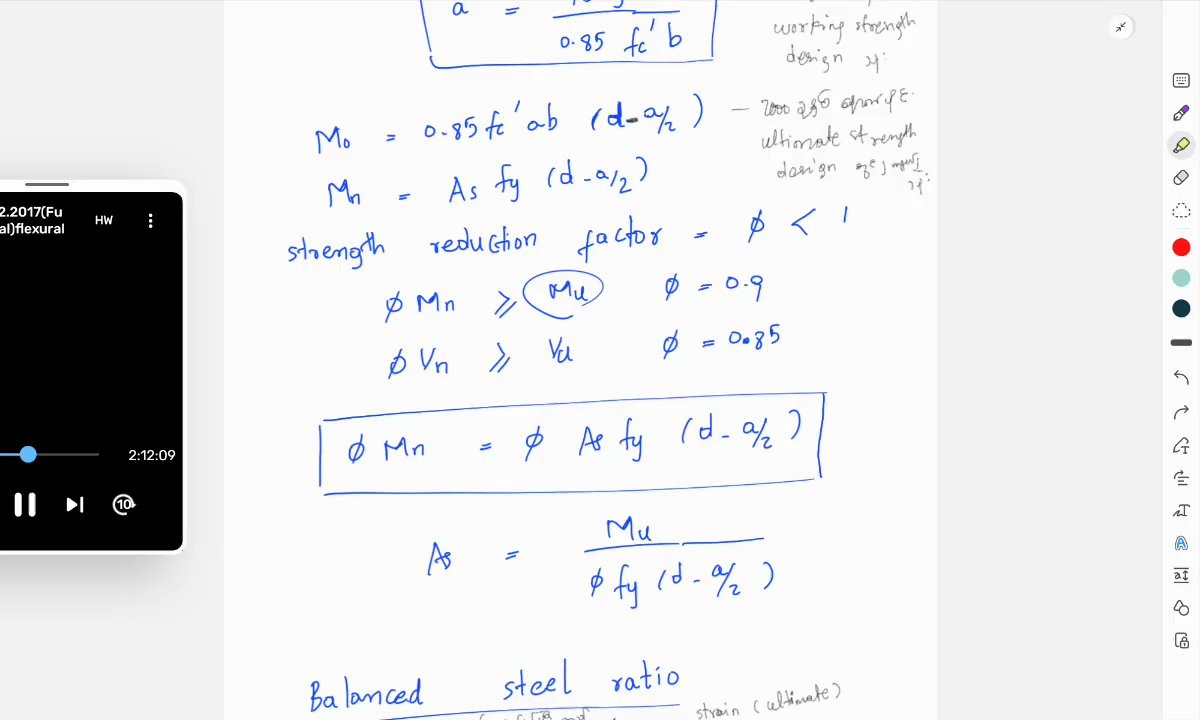 a =
0.85 fc' b
working strength
design
Mn = 0.85 fc' ab (d - a/2)
ultimate strength
design
Mn = As fy (d - a/2)
strength reduction factor = ϕ < 1
ϕ Mn ⩾ Mu ϕ = 0.9
ϕ Vn ⩾ Vu ϕ = 0.85
ϕ Mn = ϕ As fy (d - a/2)
As = Mu
ϕ fy (d - a/2)
Balanced steel ratio
strain (ultimate)
2.2017(Fu
al)flexural
HW
2:12:09
10